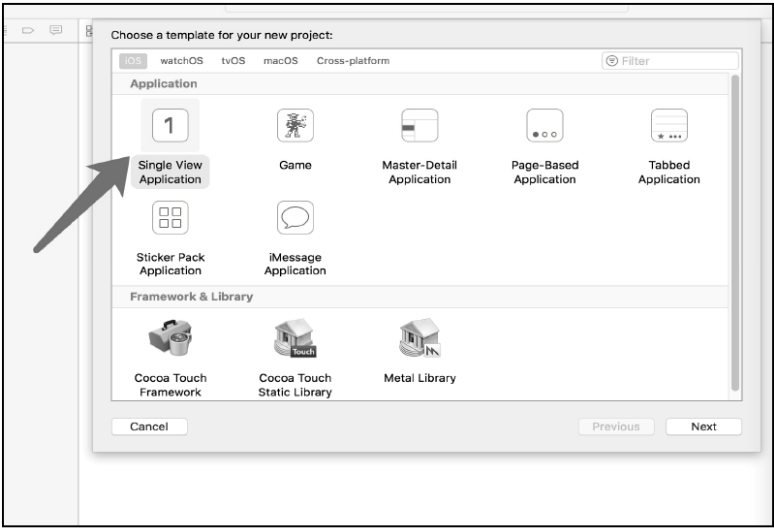 Choose a template for your new project:
iOS watchOS tvOS macOS Cross-platform
Filter
Application
1
Single View
Application
Game
Master-Detail
Application
Page-Based
Application
Tabbed
Application
Sticker Pack
Application
iMessage
Application
Framework & Library
Cocoa Touch
Framework
Touch
Cocoa Touch
Static Library
Metal Library
Cancel
Previous
Next